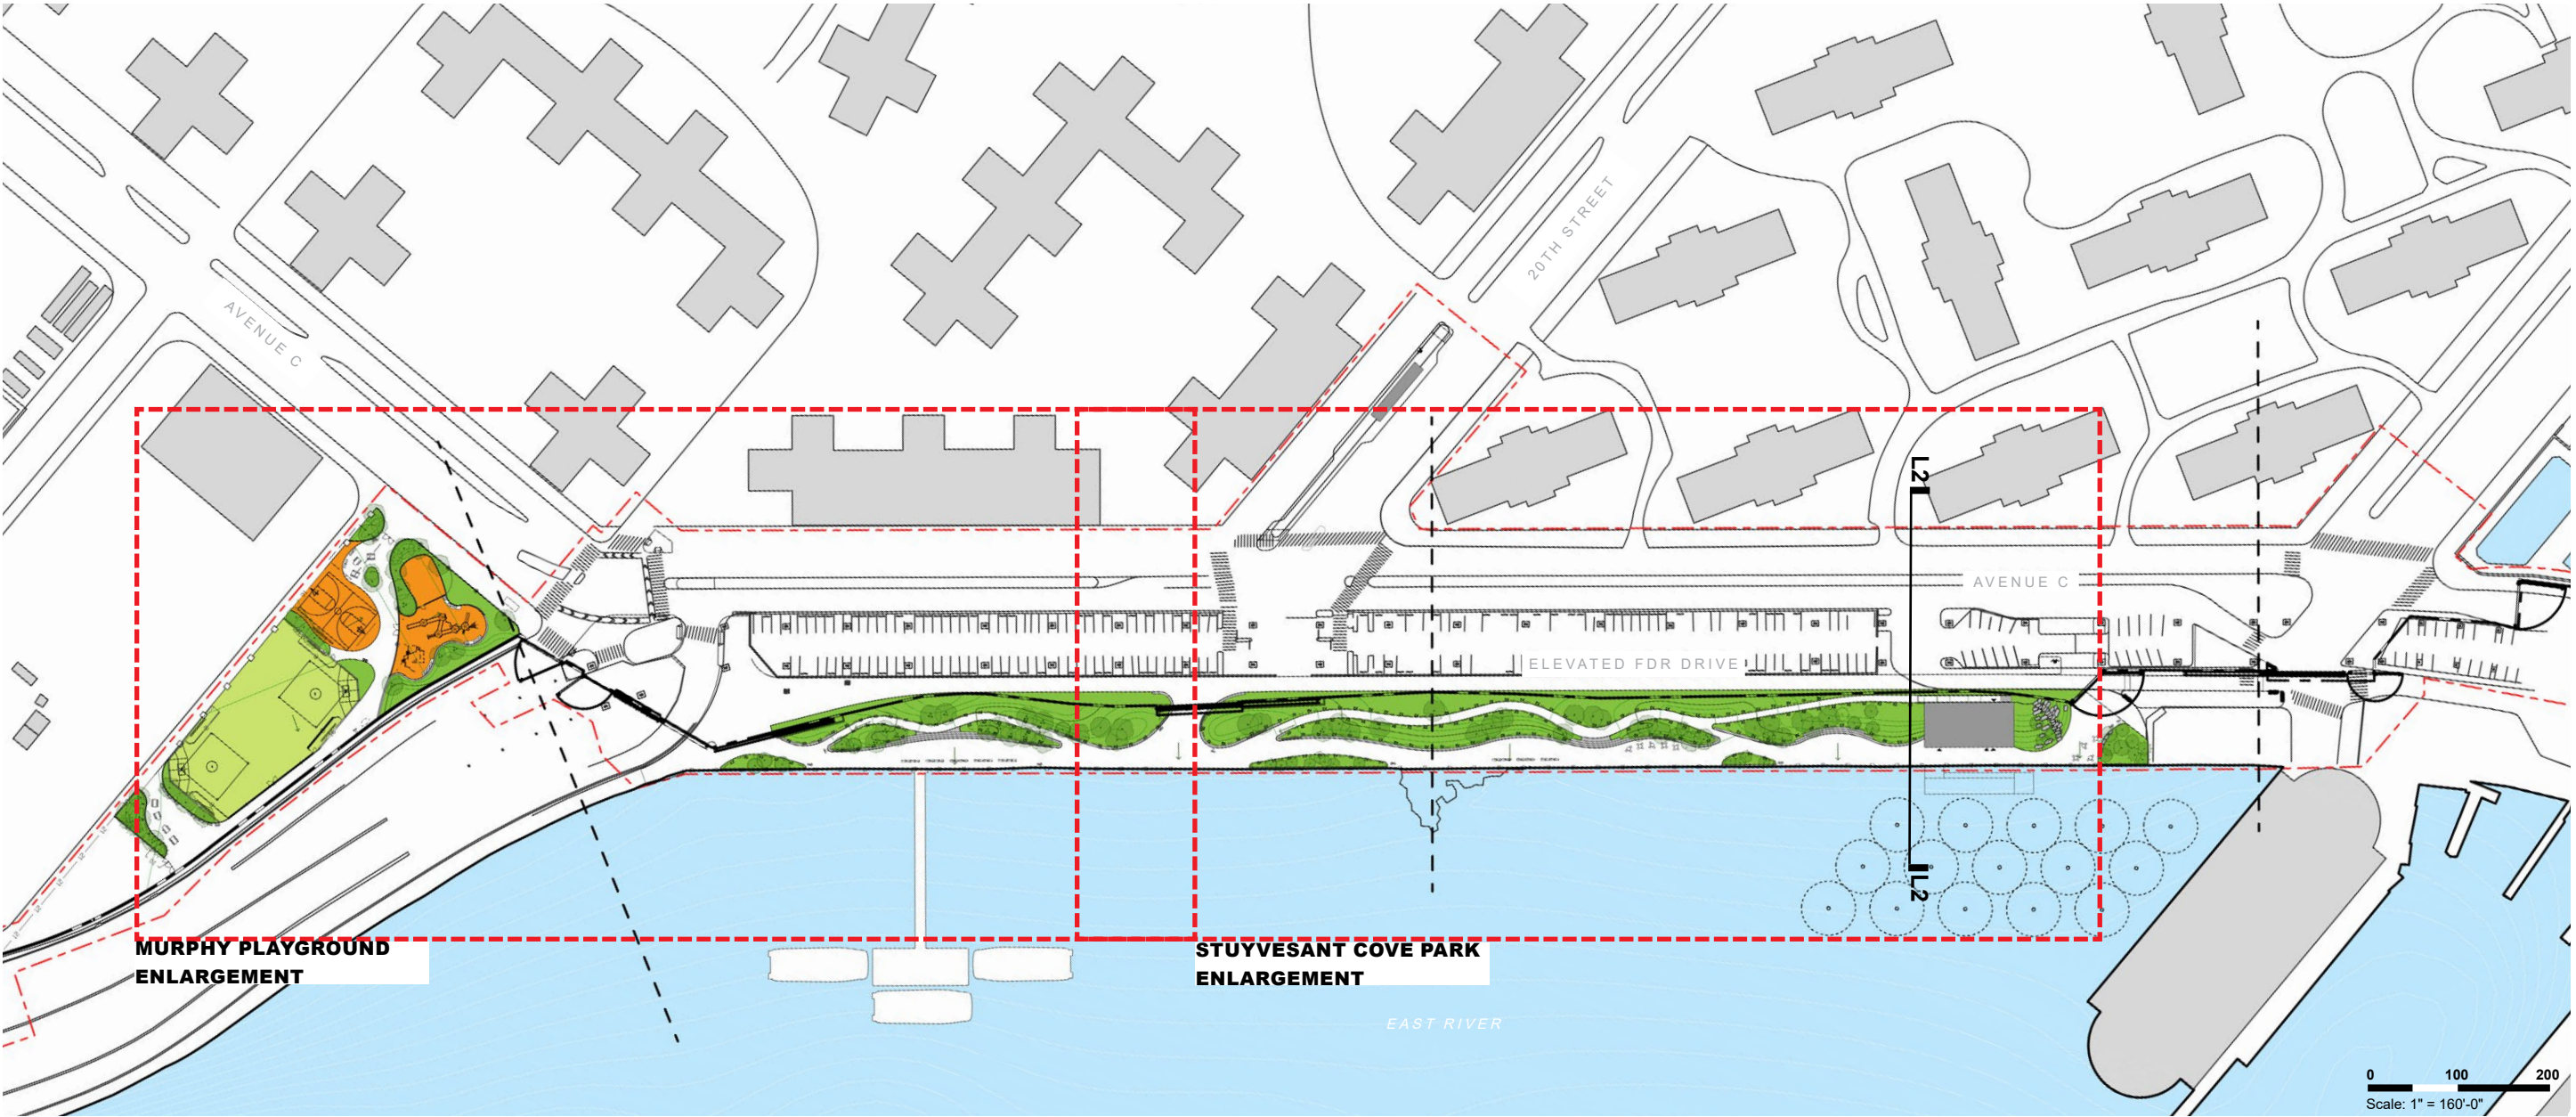 20TH STREET
AVENUE C
L2
AVENUE C
ELEVATED FDR DRIVE
L2
MURPHY PLAYGROUND
ENLARGEMENT
STUYVESANT COVE PARK
ENLARGEMENT
EAST RIVER
0 100 200
Scale: 1" = 160'-0"